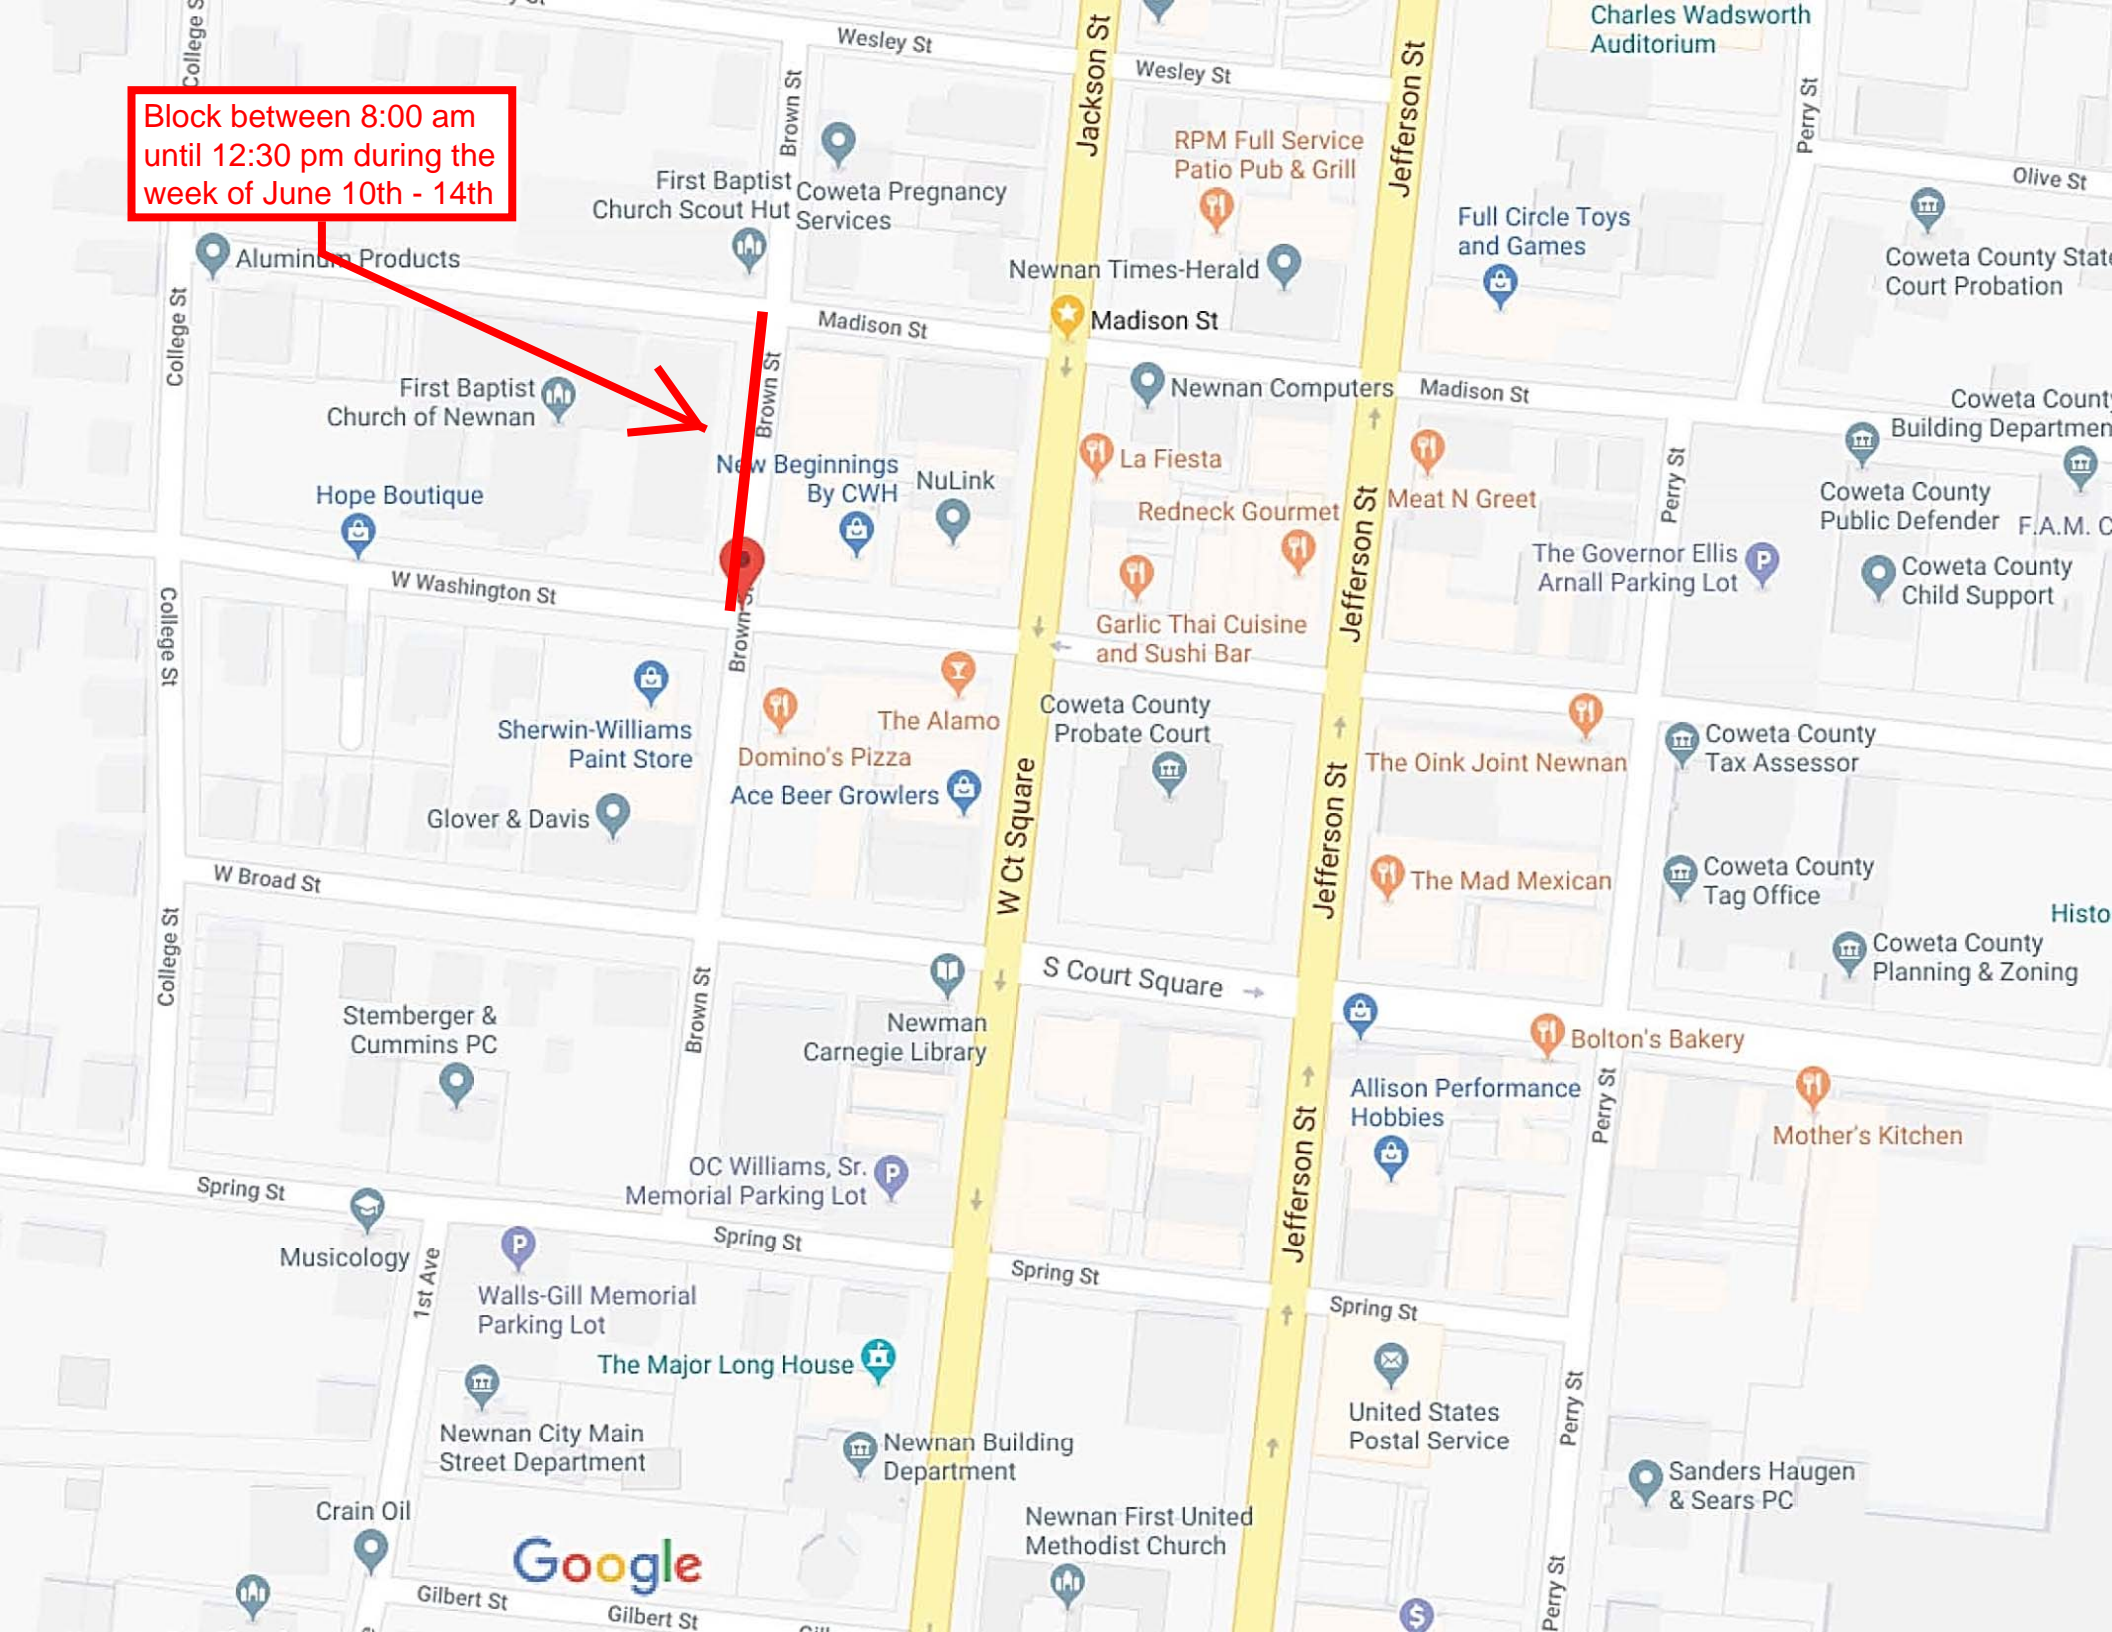 Wesley St
Charles Wadsworth
Auditorium
College S
Jackson St
Jefferson St
Wesley St
Brown St
Perry St
Block between 8:00 am
until 12:30 pm during the
week of June 10th - 14th
RPM Full Service
Patio Pub & Grill
First Baptist
Church Scout Hut
Coweta Pregnancy
Services
Olive St
Full Circle Toys
and Games
Aluminum Products
Newnan Times-Herald
Coweta County State
Court Probation
College St
Madison St
Madison St
Brown St
First Baptist
Church of Newnan
Newnan Computers
Madison St
Coweta County
Building Departmen
La Fiesta
New Beginnings
By CWH
NuLink
Hope Boutique
Redneck Gourmet
Jefferson St
Meat N Greet
Perry St
Coweta County
Public Defender
F.A.M. C
The Governor Ellis
Arnall Parking Lot
P
Coweta County
Child Support
W Washington St
College St
Brown St
Garlic Thai Cuisine
and Sushi Bar
Sherwin-Williams
Paint Store
The Alamo
Domino's Pizza
Ace Beer Growlers
Coweta County
Probate Court
The Oink Joint Newnan
Coweta County
Tax Assessor
Glover & Davis
W Ct Square
Jefferson St
W Broad St
The Mad Mexican
Coweta County
Tag Office
Histo
College St
Brown St
S Court Square
Coweta County
Planning & Zoning
Stemberger &
Cummins PC
Newman
Carnegie Library
Bolton's Bakery
Allison Performance
Hobbies
Perry St
Mother's Kitchen
OC Williams, Sr.
Memorial Parking Lot
P
Jefferson St
Spring St
Musicology
1st Ave
P
Walls-Gill Memorial
Parking Lot
Spring St
Spring St
Spring St
The Major Long House
United States
Postal Service
Perry St
Newnan City Main
Street Department
Newnan Building
Department
Sanders Haugen
& Sears PC
Crain Oil
Google
Newnan First United
Methodist Church
Gilbert St
Gilbert St
Perry St
$